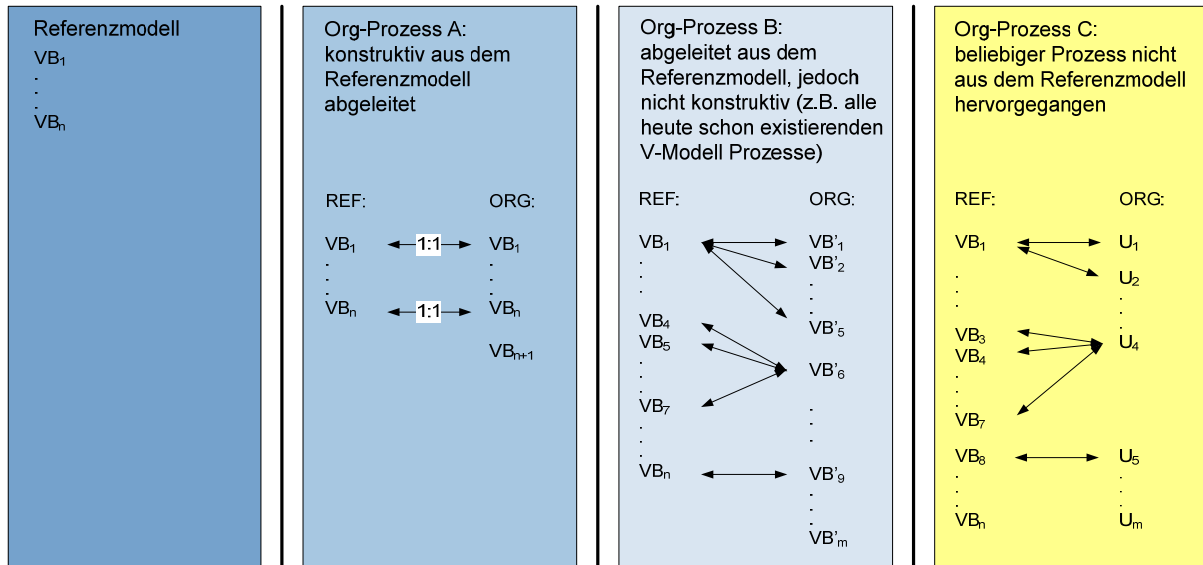 Referenzmodell
VB1
.
.
.
VBn
Org-Prozess A:
konstruktiv aus dem
Referenzmodell
abgeleitet
REF: ORG:
VB1 1:1 VB1
. .
. .
. .
VBn 1:1 VBn
VBn+1
Org-Prozess B:
abgeleitet aus dem
Referenzmodell, jedoch
nicht konstruktiv (z.B. alle
heute schon existierenden
V-Modell Prozesse)
REF: ORG:
VB1 VB'1
. VB'2
. .
. .
VB4 VB'5
VB5
. VB'6
. .
VB7 .
. .
. .
VBn VB'9
.
.
.
VB'm
Org-Prozess C:
beliebiger Prozess nicht
aus dem Referenzmodell
hervorgegangen
REF: ORG:
VB1 U1
. U2
. .
. .
VB3 U4
VB4
.
.
.
VB7
VB8 U5
. .
. .
. .
VBn Um